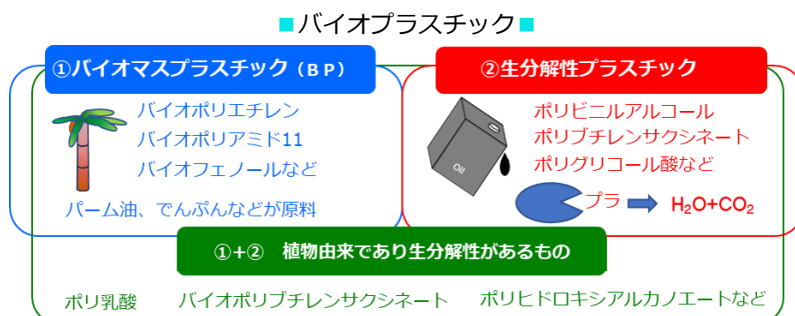 ■バイオプラスチック■
①バイオマスプラスチック（ＢＰ）
バイオポリエチレン
バイオポリアミド11
バイオフェノールなど
パーム油、でんぷんなどが原料
②生分解性プラスチック
Oil
ポリビニルアルコール
ポリブチレンサクシネート
ポリグリコール酸など
プラ
H₂O+CO₂
①+②　植物由来であり生分解性があるもの
ポリ乳酸　バイオポリブチレンサクシネート　ポリヒドロキシアルカノエートなど